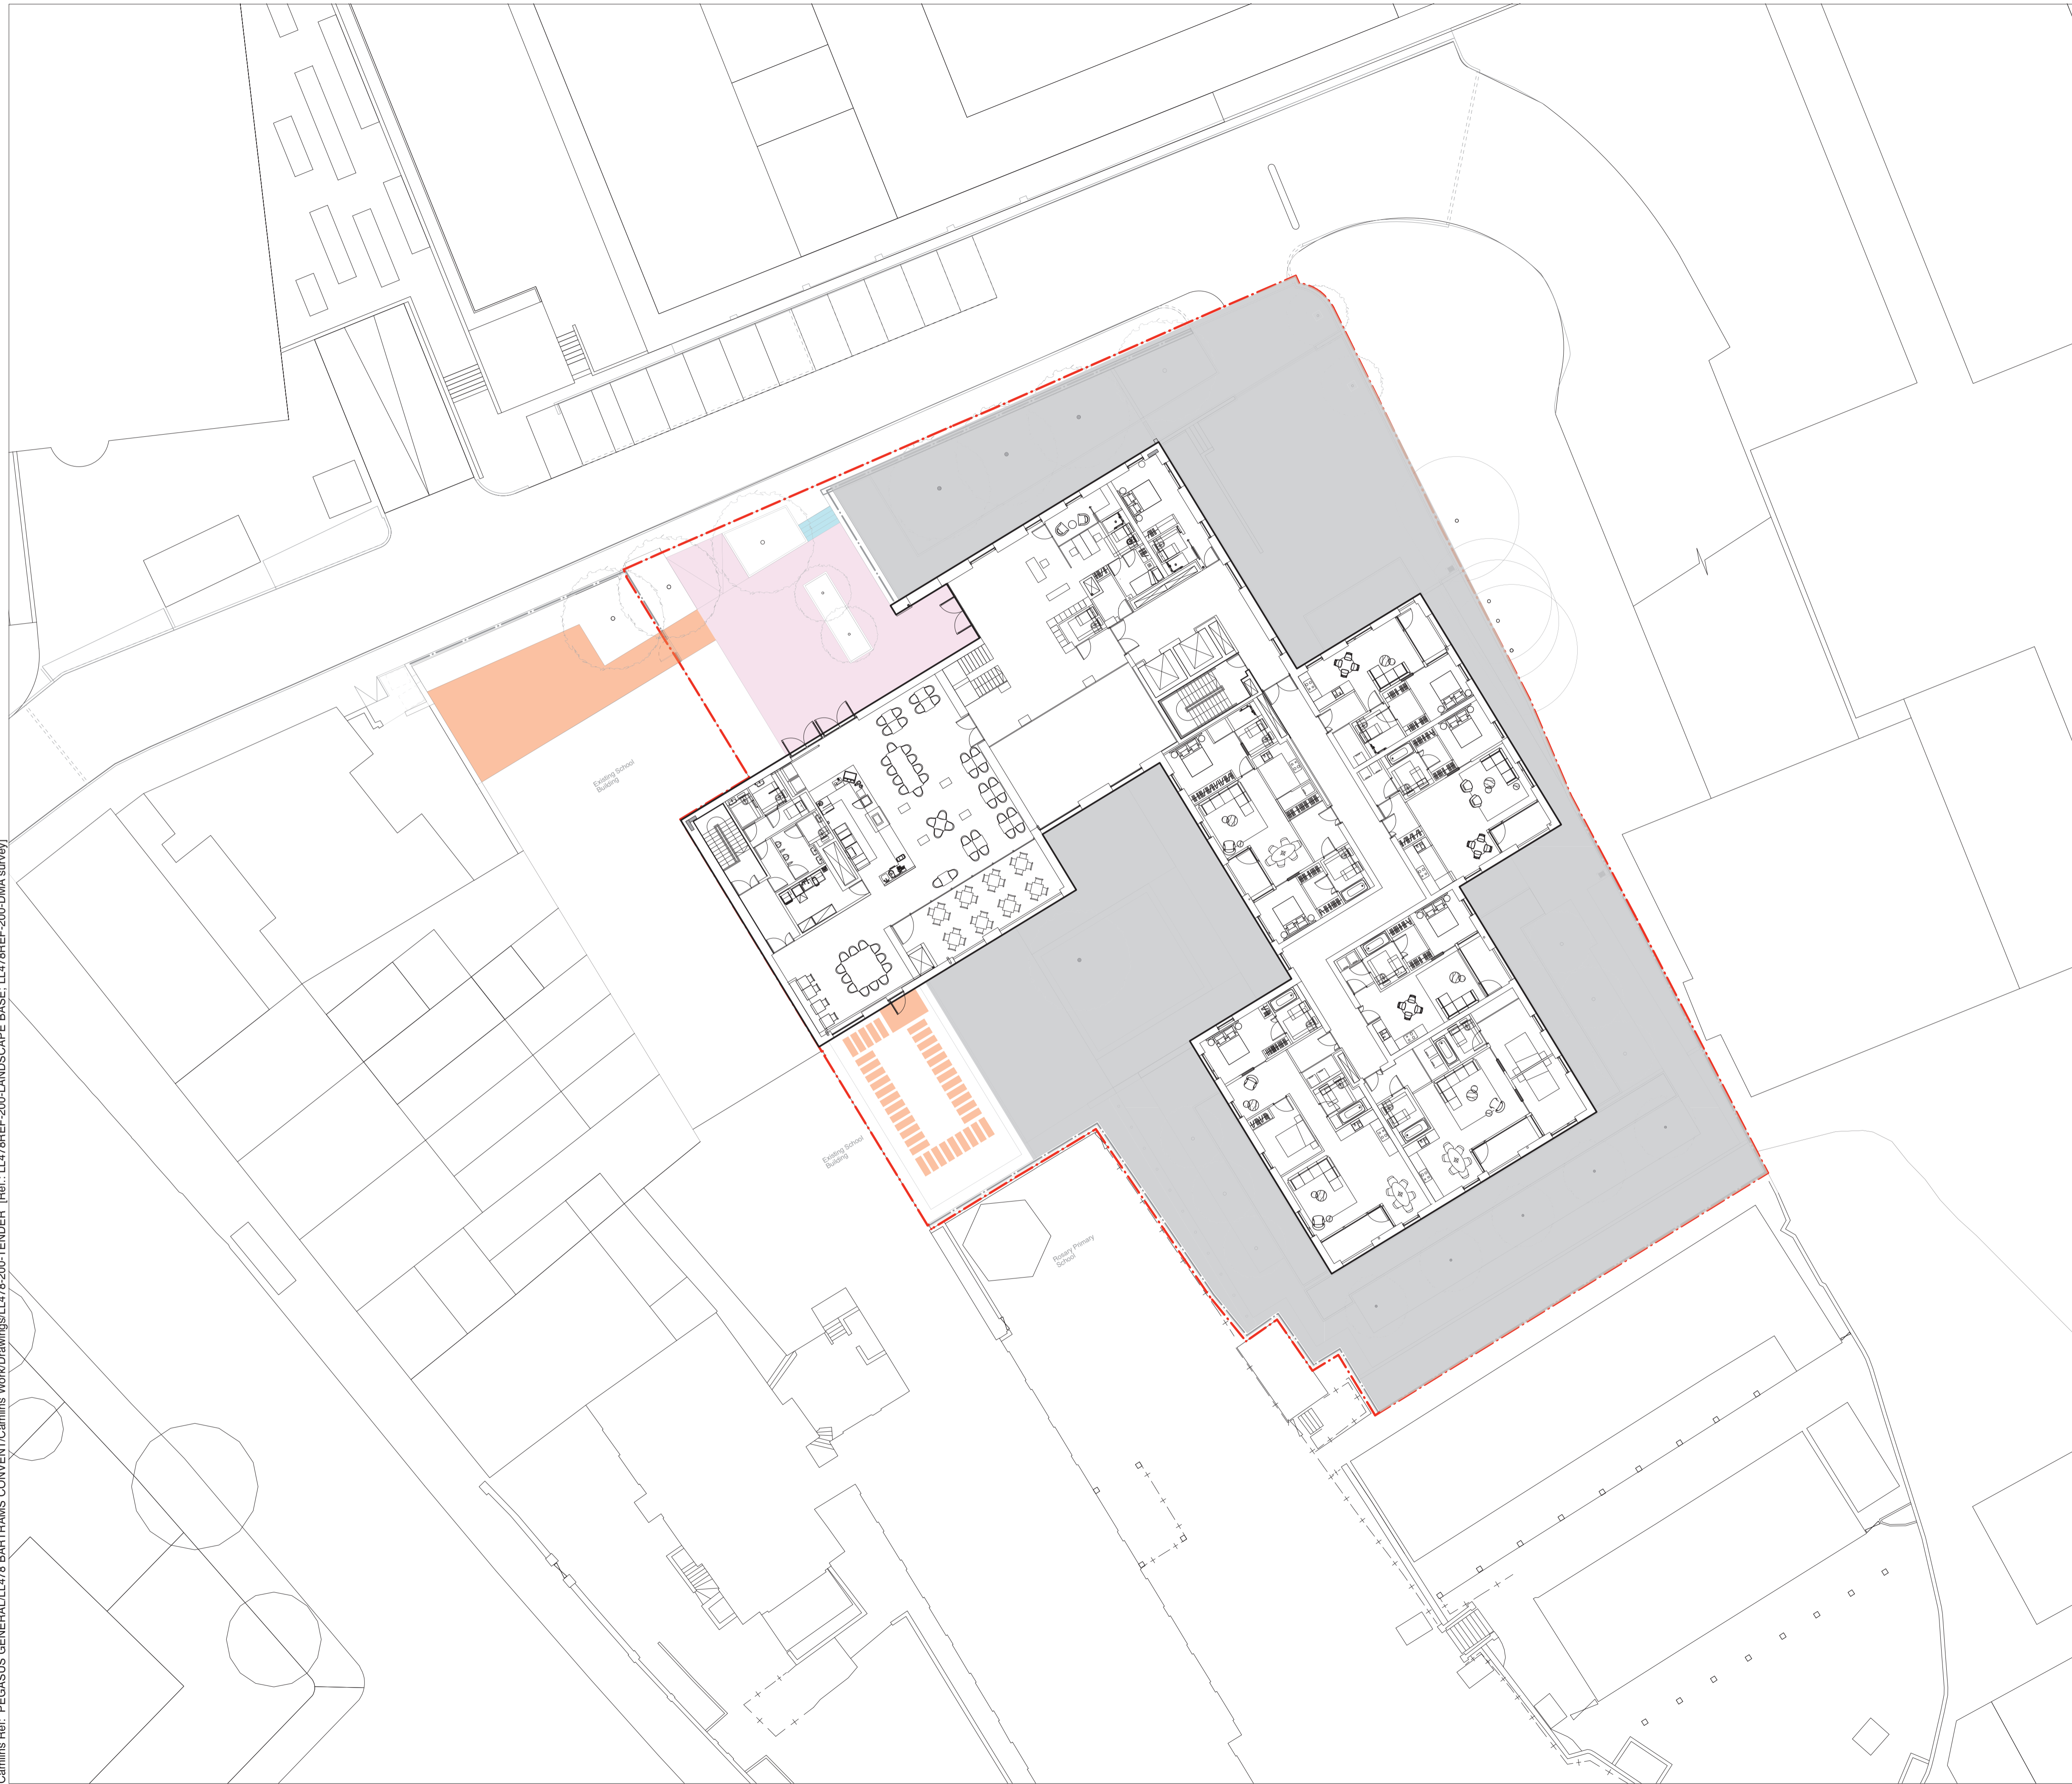 Existing School
Building
Existing School
Building
Rosary Primary
School
Camlins Ref: PEGASUS GENERAL/LL478 BARTRAMS CONVENT/Camlins Work/Drawings/LL478-200-TENDER [Ref.: LL478REF-200-LANDSCAPE BASE; LL478REF-200-DMA survey]